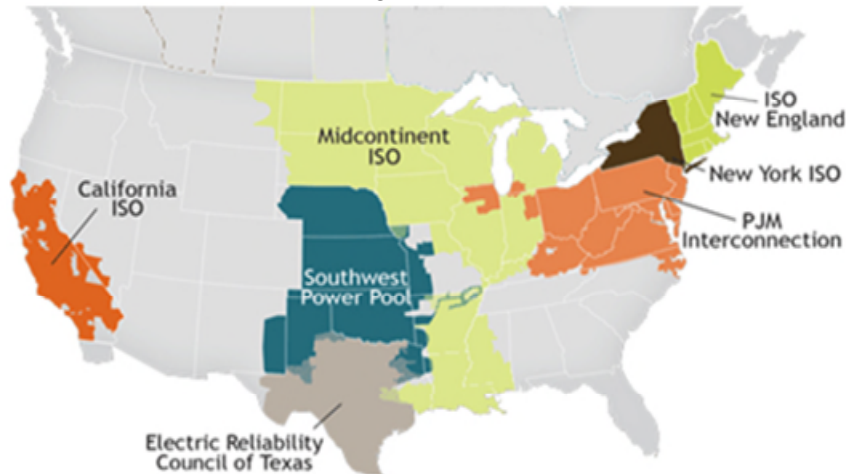 Midcontinent
ISO
ISO
New England
New York ISO
PJM
Interconnection
California
ISO
Southwest
Power Pool
Electric Reliability
Council of Texas